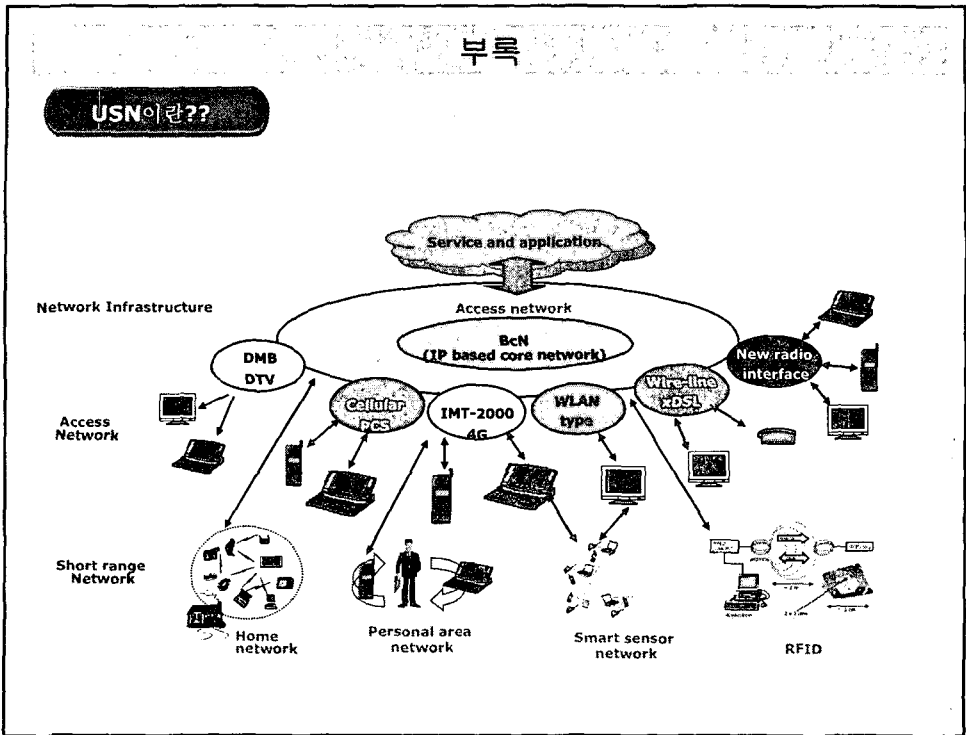 부록
USN이란??
Service and application
Network Infrastructure
Access network
BcN
(IP based core network)
DMB
DTV
New radio
interface
Wire-line
xDSL
Cellular
PCS
IMT-2000
4G
WLAN
type
Access
Network
Short range
Network
Home
network
Personal area
network
Smart sensor
network
RFID